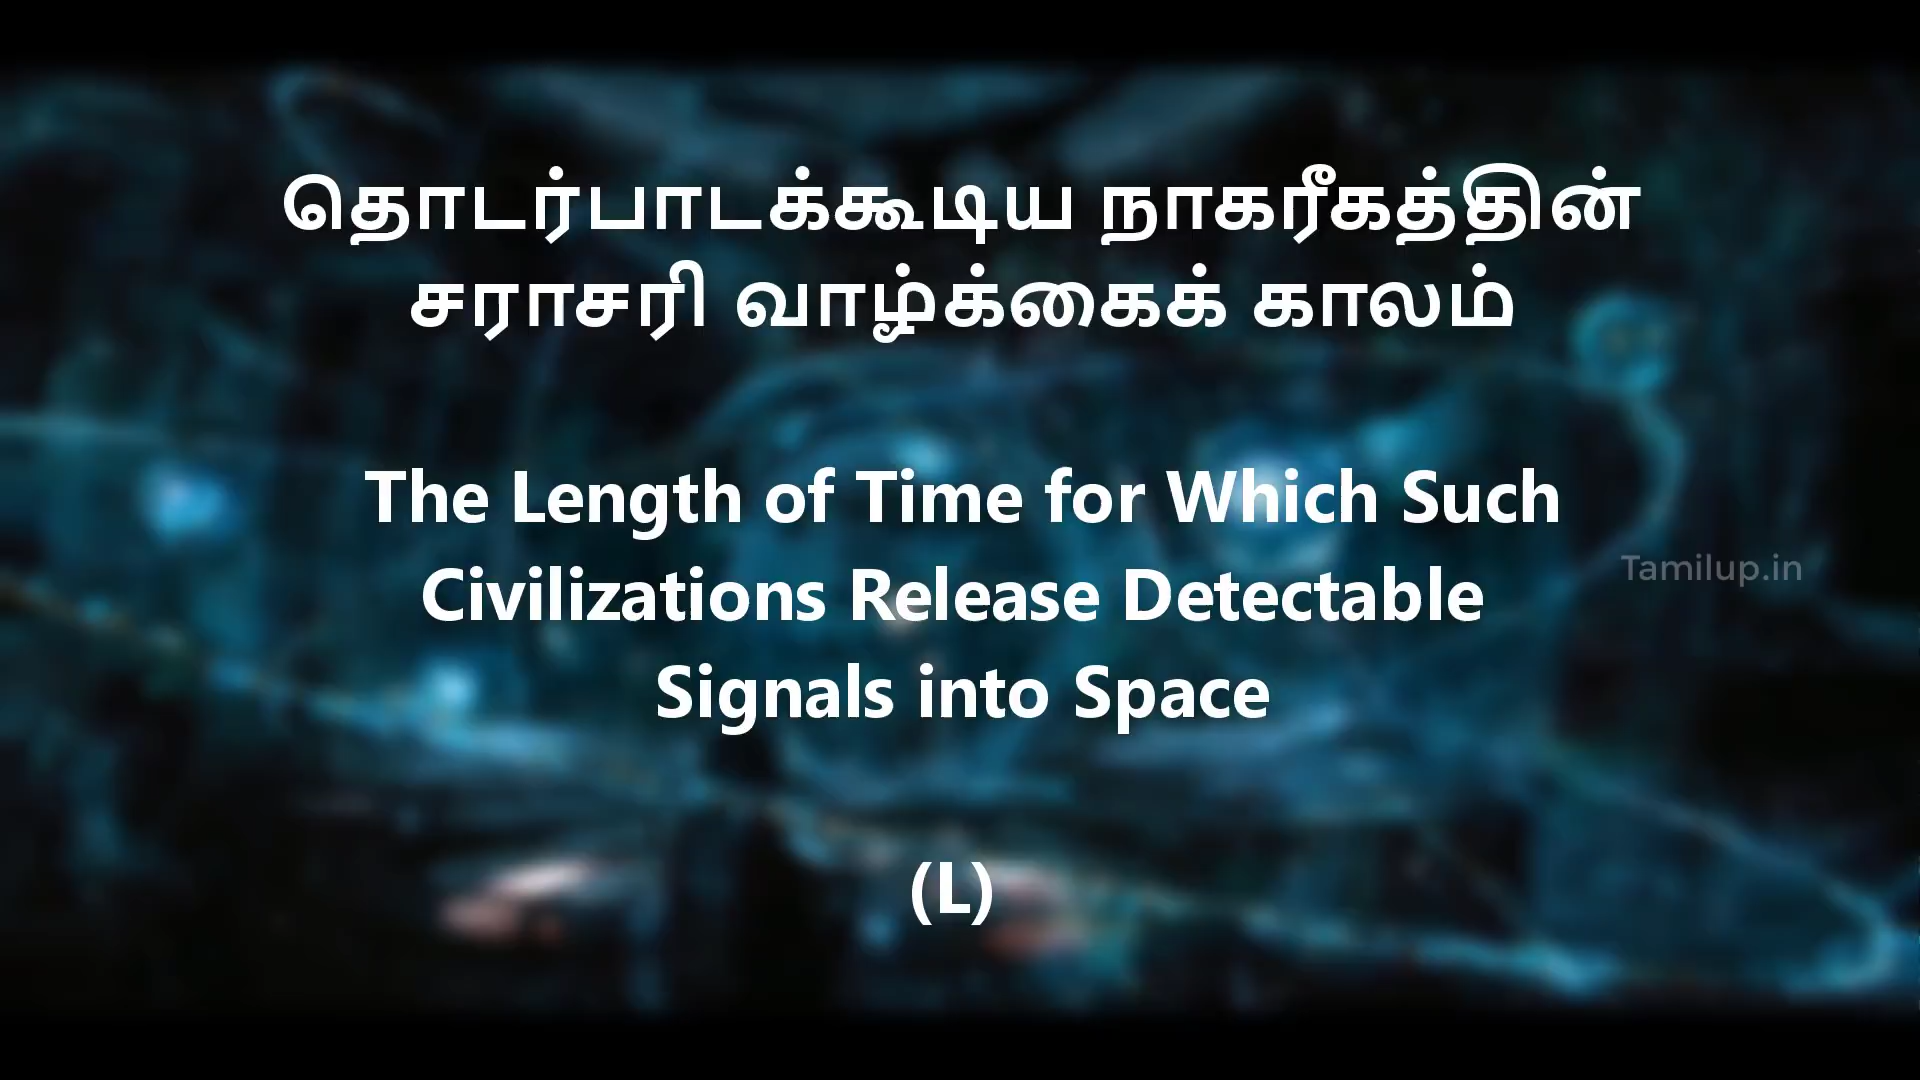 தொடர்பாடக்கூடிய நாகரீகத்தின்
சராசரி வாழ்க்கைக் காலம்
The Length of Time for Which Such
Civilizations Release Detectable
Tamilup.in
Signals into Space
(L)